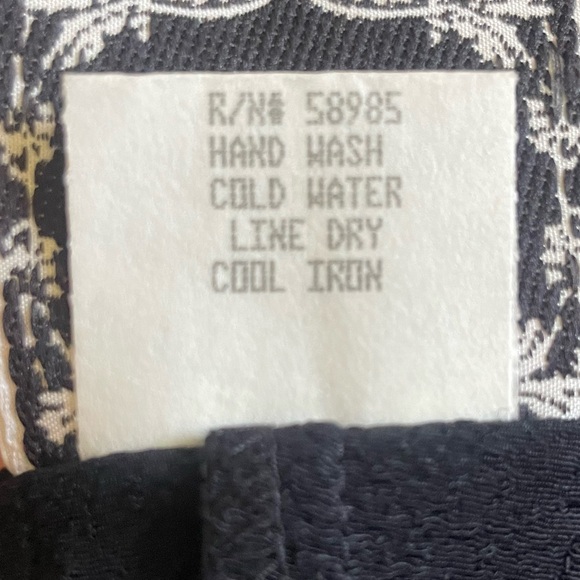 R/N# 58985
HAND WASH
COLD WATER
LINE DRY
COOL IRON